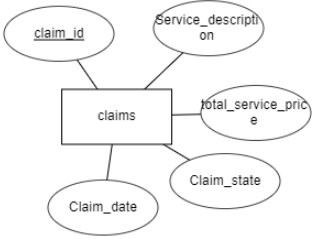 claim_id
Service_descripti
on
claims
total_service_pric
e
Claim_state
Claim_date